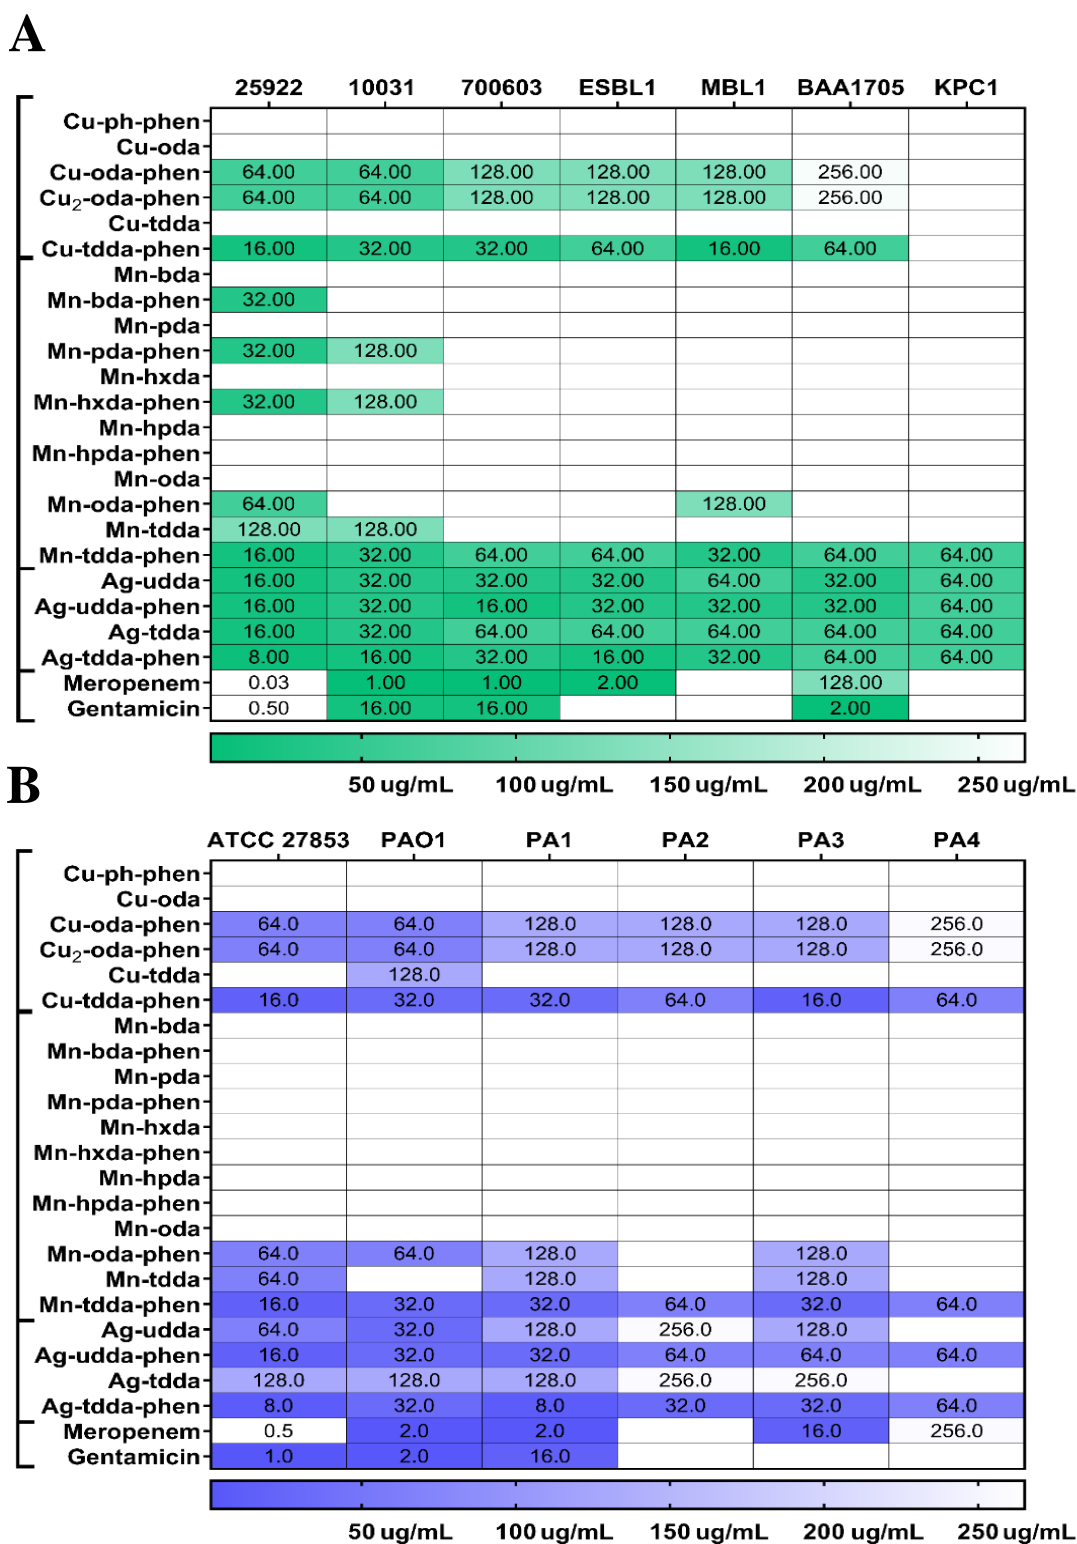 A
25922 10031 700603 ESBL1 MBL1 BAA1705 KPC1
Cu-ph-phen
Cu-oda
Cu-oda-phen 64.00 64.00 128.00 128.00 128.00 256.00
Cu2-oda-phen 64.00 64.00 128.00 128.00 128.00 256.00
Cu-tdda
Cu-tdda-phen 16.00 32.00 32.00 64.00 16.00 64.00
Mn-bda
Mn-bda-phen 32.00
Mn-pda
Mn-pda-phen 32.00 128.00
Mn-hxda
Mn-hxda-phen 32.00 128.00
Mn-hpda
Mn-hpda-phen
Mn-oda
Mn-oda-phen 64.00 128.00
Mn-tdda 128.00 128.00
Mn-tdda-phen 16.00 32.00 64.00 64.00 32.00 64.00 64.00
Ag-udda 16.00 32.00 32.00 32.00 64.00 32.00 64.00
Ag-udda-phen 16.00 32.00 16.00 32.00 32.00 32.00 64.00
Ag-tdda 16.00 32.00 64.00 64.00 64.00 64.00 64.00
Ag-tdda-phen 8.00 16.00 32.00 16.00 32.00 64.00 64.00
Meropenem 0.03 1.00 1.00 2.00 128.00
Gentamicin 0.50 16.00 16.00 2.00
50 ug/mL 100 ug/mL 150 ug/mL 200 ug/mL 250 ug/mL
B
ATCC 27853 PAO1 PA1 PA2 PA3 PA4
Cu-ph-phen
Cu-oda
Cu-oda-phen 64.0 64.0 128.0 128.0 128.0 256.0
Cu2-oda-phen 64.0 64.0 128.0 128.0 128.0 256.0
Cu-tdda 128.0
Cu-tdda-phen 16.0 32.0 32.0 64.0 16.0 64.0
Mn-bda
Mn-bda-phen
Mn-pda
Mn-pda-phen
Mn-hxda
Mn-hxda-phen
Mn-hpda
Mn-hpda-phen
Mn-oda
Mn-oda-phen 64.0 64.0 128.0 128.0
Mn-tdda 64.0 128.0 128.0
Mn-tdda-phen 16.0 32.0 32.0 64.0 32.0 64.0
Ag-udda 64.0 32.0 128.0 256.0 128.0
Ag-udda-phen 16.0 32.0 32.0 64.0 64.0 64.0
Ag-tdda 128.0 128.0 128.0 256.0 256.0
Ag-tdda-phen 8.0 32.0 8.0 32.0 32.0 64.0
Meropenem 0.5 2.0 2.0 16.0 256.0
Gentamicin 1.0 2.0 16.0
50 ug/mL 100 ug/mL 150 ug/mL 200 ug/mL 250 ug/mL